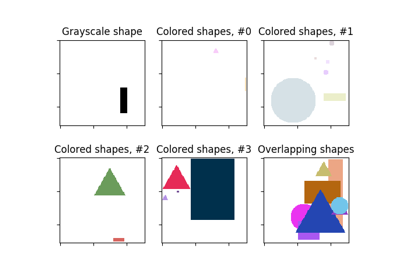 Grayscale shape
Colored shapes, #0
Colored shapes, #1
Colored shapes, #2
Colored shapes, #3
Overlapping shapes